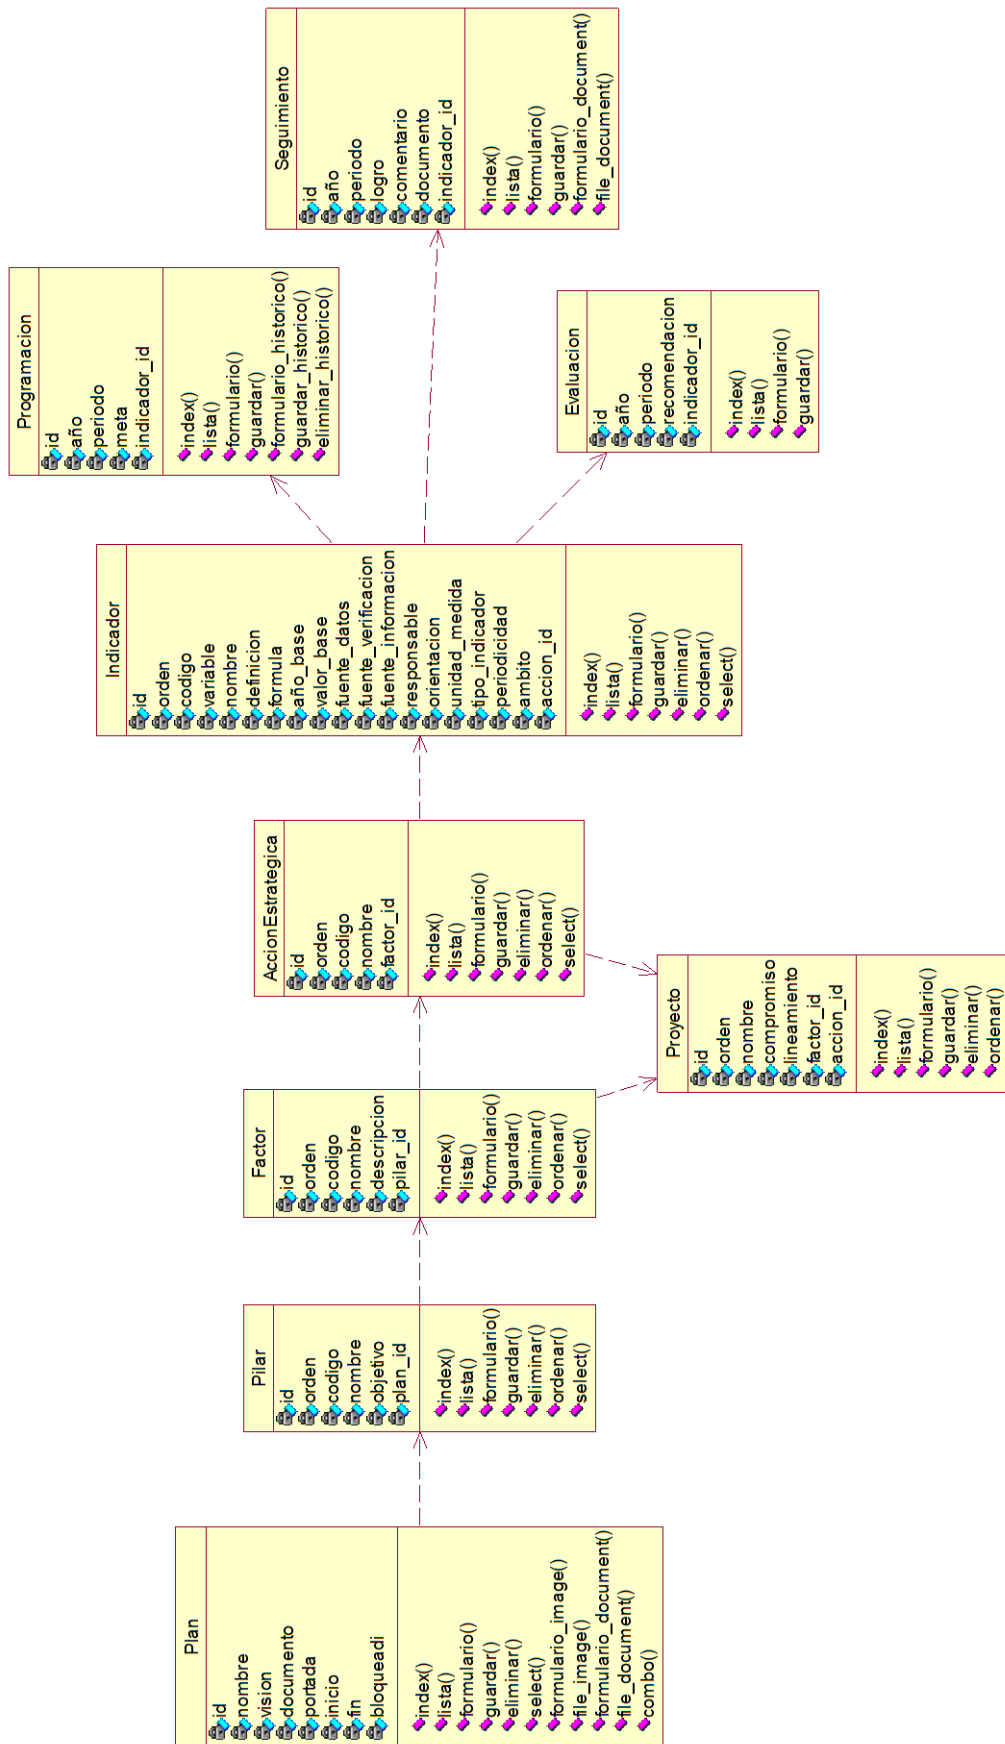 Plan
id
nombre
vision
documento
portada
inicio
fin
bloqueadi
index()
lista()
formulario()
guardar()
eliminar()
select()
formulario_image()
file_image()
formulario_document()
file_document()
combo()
Pilar
id
orden
codigo
nombre
objetivo
plan_id
index()
lista()
formulario()
guardar()
eliminar()
ordenar()
select()
Factor
id
orden
codigo
nombre
descripcion
pilar_id
index()
lista()
formulario()
guardar()
eliminar()
ordenar()
select()
AccionEstrategica
id
orden
codigo
nombre
factor_id
index()
lista()
formulario()
guardar()
eliminar()
ordenar()
select()
Proyecto
id
orden
nombre
compromiso
lineamiento
factor_id
accion_id
index()
lista()
formulario()
guardar()
eliminar()
ordenar()
Indicador
id
orden
codigo
variable
nombre
definicion
formula
año_base
valor_base
fuente_datos
fuente_verificacion
fuente_informacion
responsable
orientacion
unidad_medida
tipo_indicador
periodicidad
ambito
accion_id
index()
lista()
formulario()
guardar()
eliminar()
ordenar()
select()
Programacion
id
año
periodo
meta
indicador_id
index()
lista()
formulario()
guardar()
formulario_historico()
guardar_historico()
eliminar_historico()
Seguimiento
id
año
periodo
logro
comentario
documento
indicador_id
index()
lista()
formulario()
guardar()
formulario_document()
file_document()
Evaluacion
id
año
periodo
recomendacion
indicador_id
index()
lista()
formulario()
guardar()